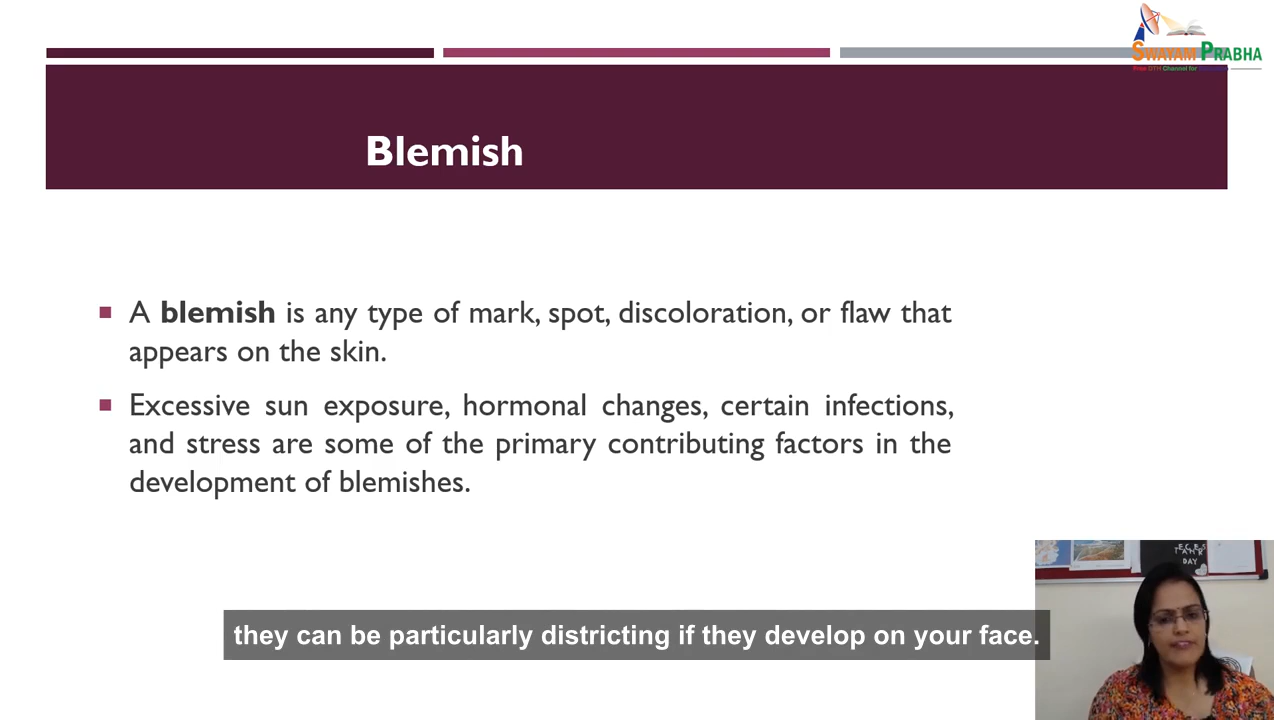 SWAYAM PRABHA
Blemish
A blemish is any type of mark, spot, discoloration, or flaw that
appears on the skin.
Excessive sun exposure, hormonal changes, certain infections,
and stress are some of the primary contributing factors in the
development of blemishes.
DAY
they can be particularly districting if they develop on your face.